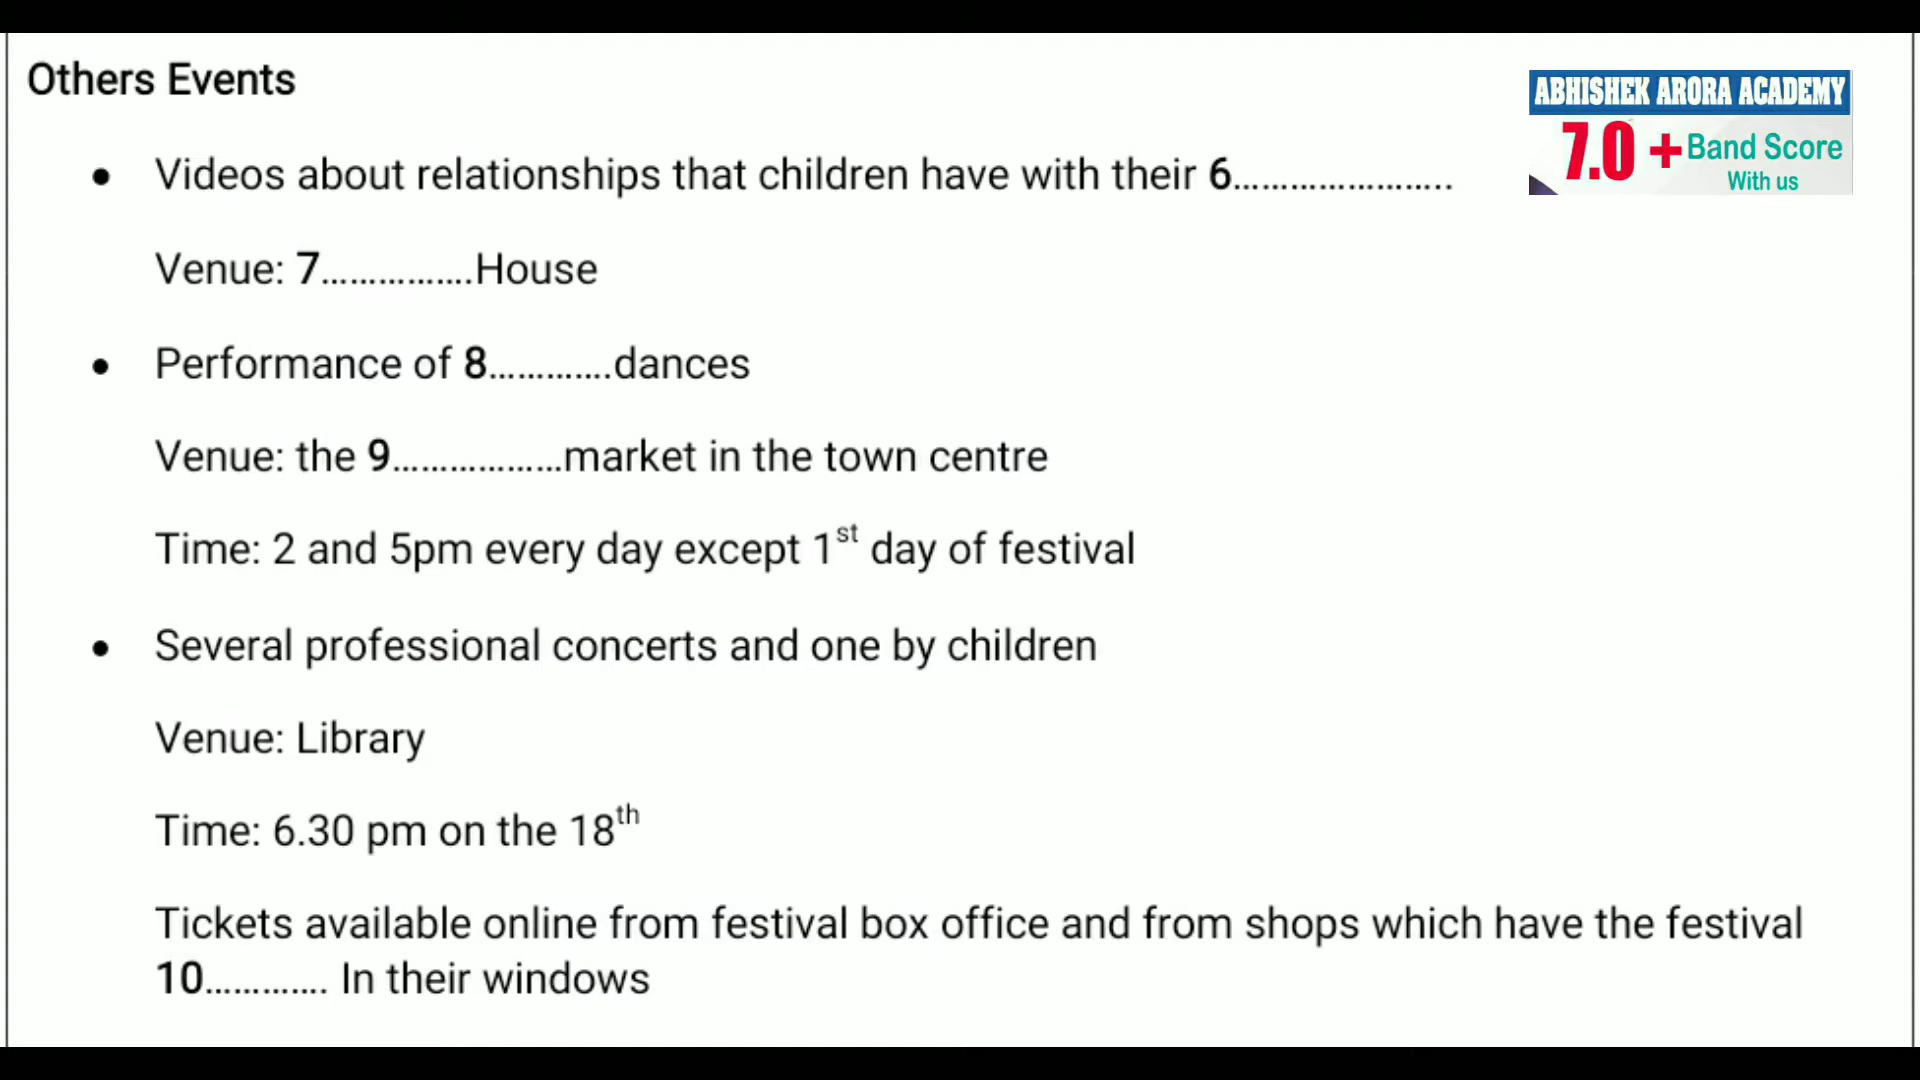 Others Events
ABHISHEK ARORA ACADEMY
7.0 + Band Score
With us
• Videos about relationships that children have with their 6.......................
Venue: 7................House
• Performance of 8.............dances
Venue: the 9..................market in the town centre
Time: 2 and 5pm every day except 1st day of festival
• Several professional concerts and one by children
Venue: Library
Time: 6.30 pm on the 18th
Tickets available online from festival box office and from shops which have the festival
10............. In their windows